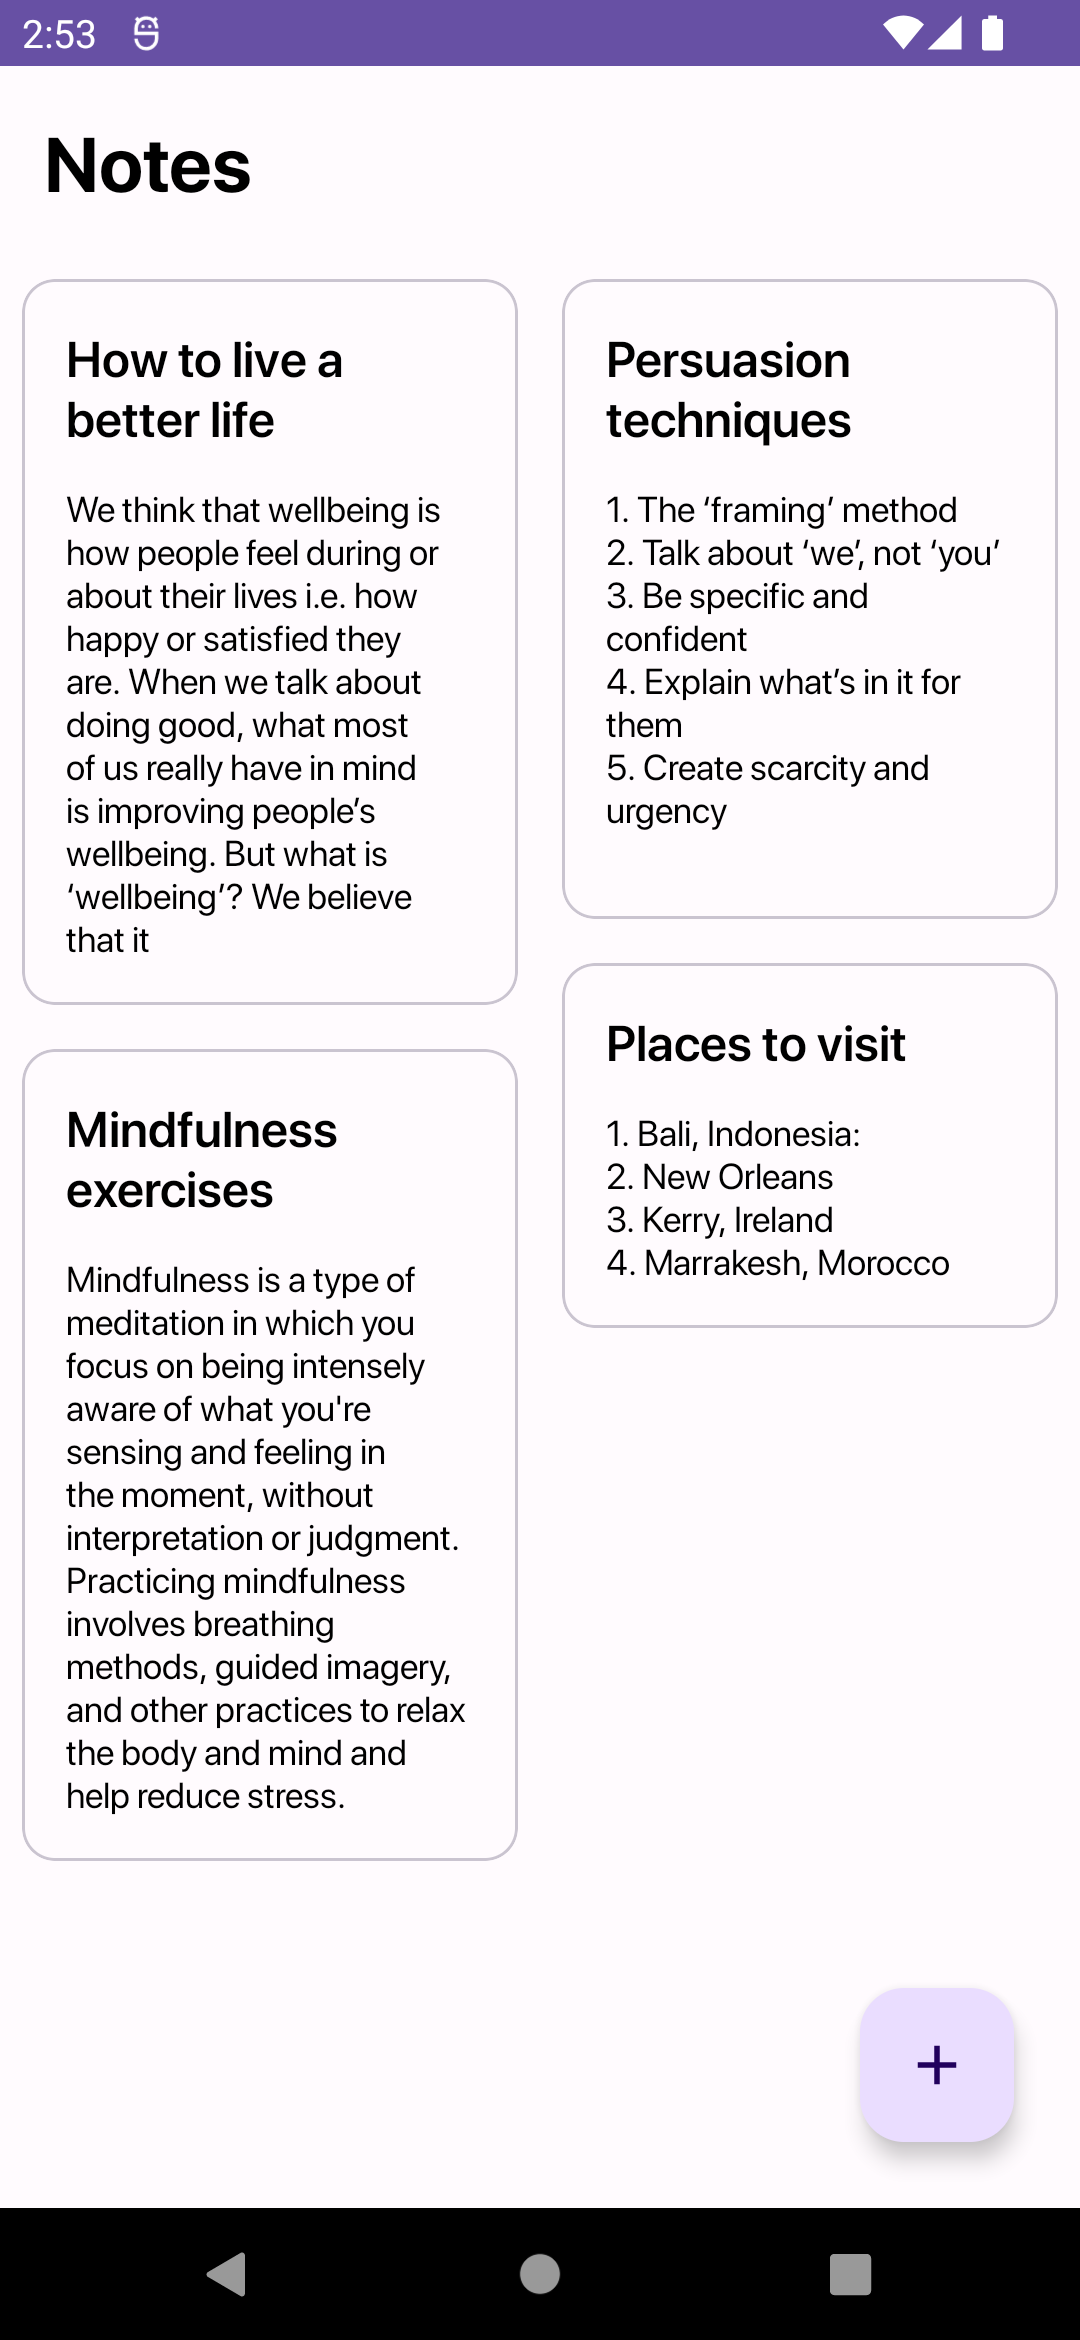 2:53
Notes
How to live a
better life
We think that wellbeing is
how people feel during or
about their lives i.e. how
happy or satisfied they
are. When we talk about
doing good, what most
of us really have in mind
is improving people’s
wellbeing. But what is
‘wellbeing’? We believe
that it
Persuasion
techniques
1. The ‘framing’ method
2. Talk about ‘we’, not ‘you’
3. Be specific and
confident
4. Explain what’s in it for
them
5. Create scarcity and
urgency
Mindfulness
exercises
Mindfulness is a type of
meditation in which you
focus on being intensely
aware of what you're
sensing and feeling in
the moment, without
interpretation or judgment.
Practicing mindfulness
involves breathing
methods, guided imagery,
and other practices to relax
the body and mind and
help reduce stress.
Places to visit
1. Bali, Indonesia:
2. New Orleans
3. Kerry, Ireland
4. Marrakesh, Morocco